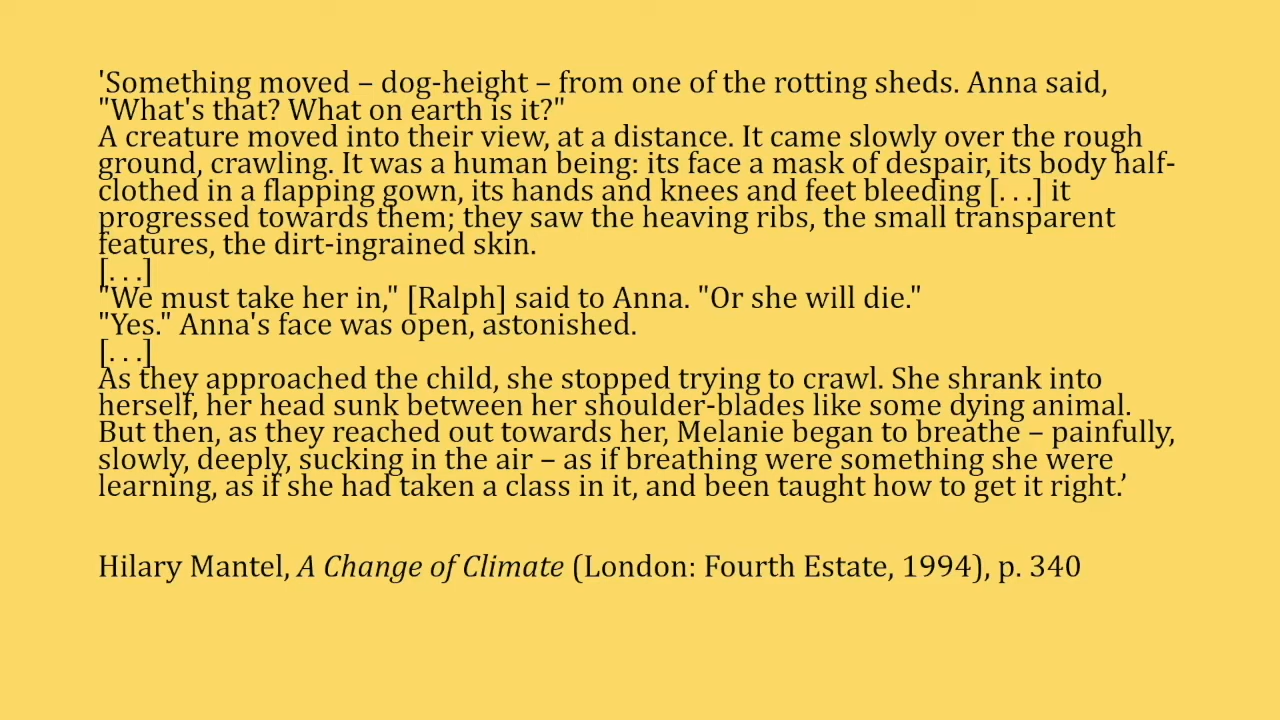 'Something moved – dog-height – from one of the rotting sheds. Anna said,
"What's that? What on earth is it?"
A creature moved into their view, at a distance. It came slowly over the rough
ground, crawling. It was a human being: its face a mask of despair, its body half-
clothed in a flapping gown, its hands and knees and feet bleeding [. . .] it
progressed towards them; they saw the heaving ribs, the small transparent
features, the dirt-ingrained skin.
[. . .]
"We must take her in," [Ralph] said to Anna. "Or she will die."
"Yes." Anna's face was open, astonished.
[. . .]
As they approached the child, she stopped trying to crawl. She shrank into
herself, her head sunk between her shoulder-blades like some dying animal.
But then, as they reached out towards her, Melanie began to breathe – painfully,
slowly, deeply, sucking in the air – as if breathing were something she were
learning, as if she had taken a class in it, and been taught how to get it right.’
Hilary Mantel, A Change of Climate (London: Fourth Estate, 1994), p. 340